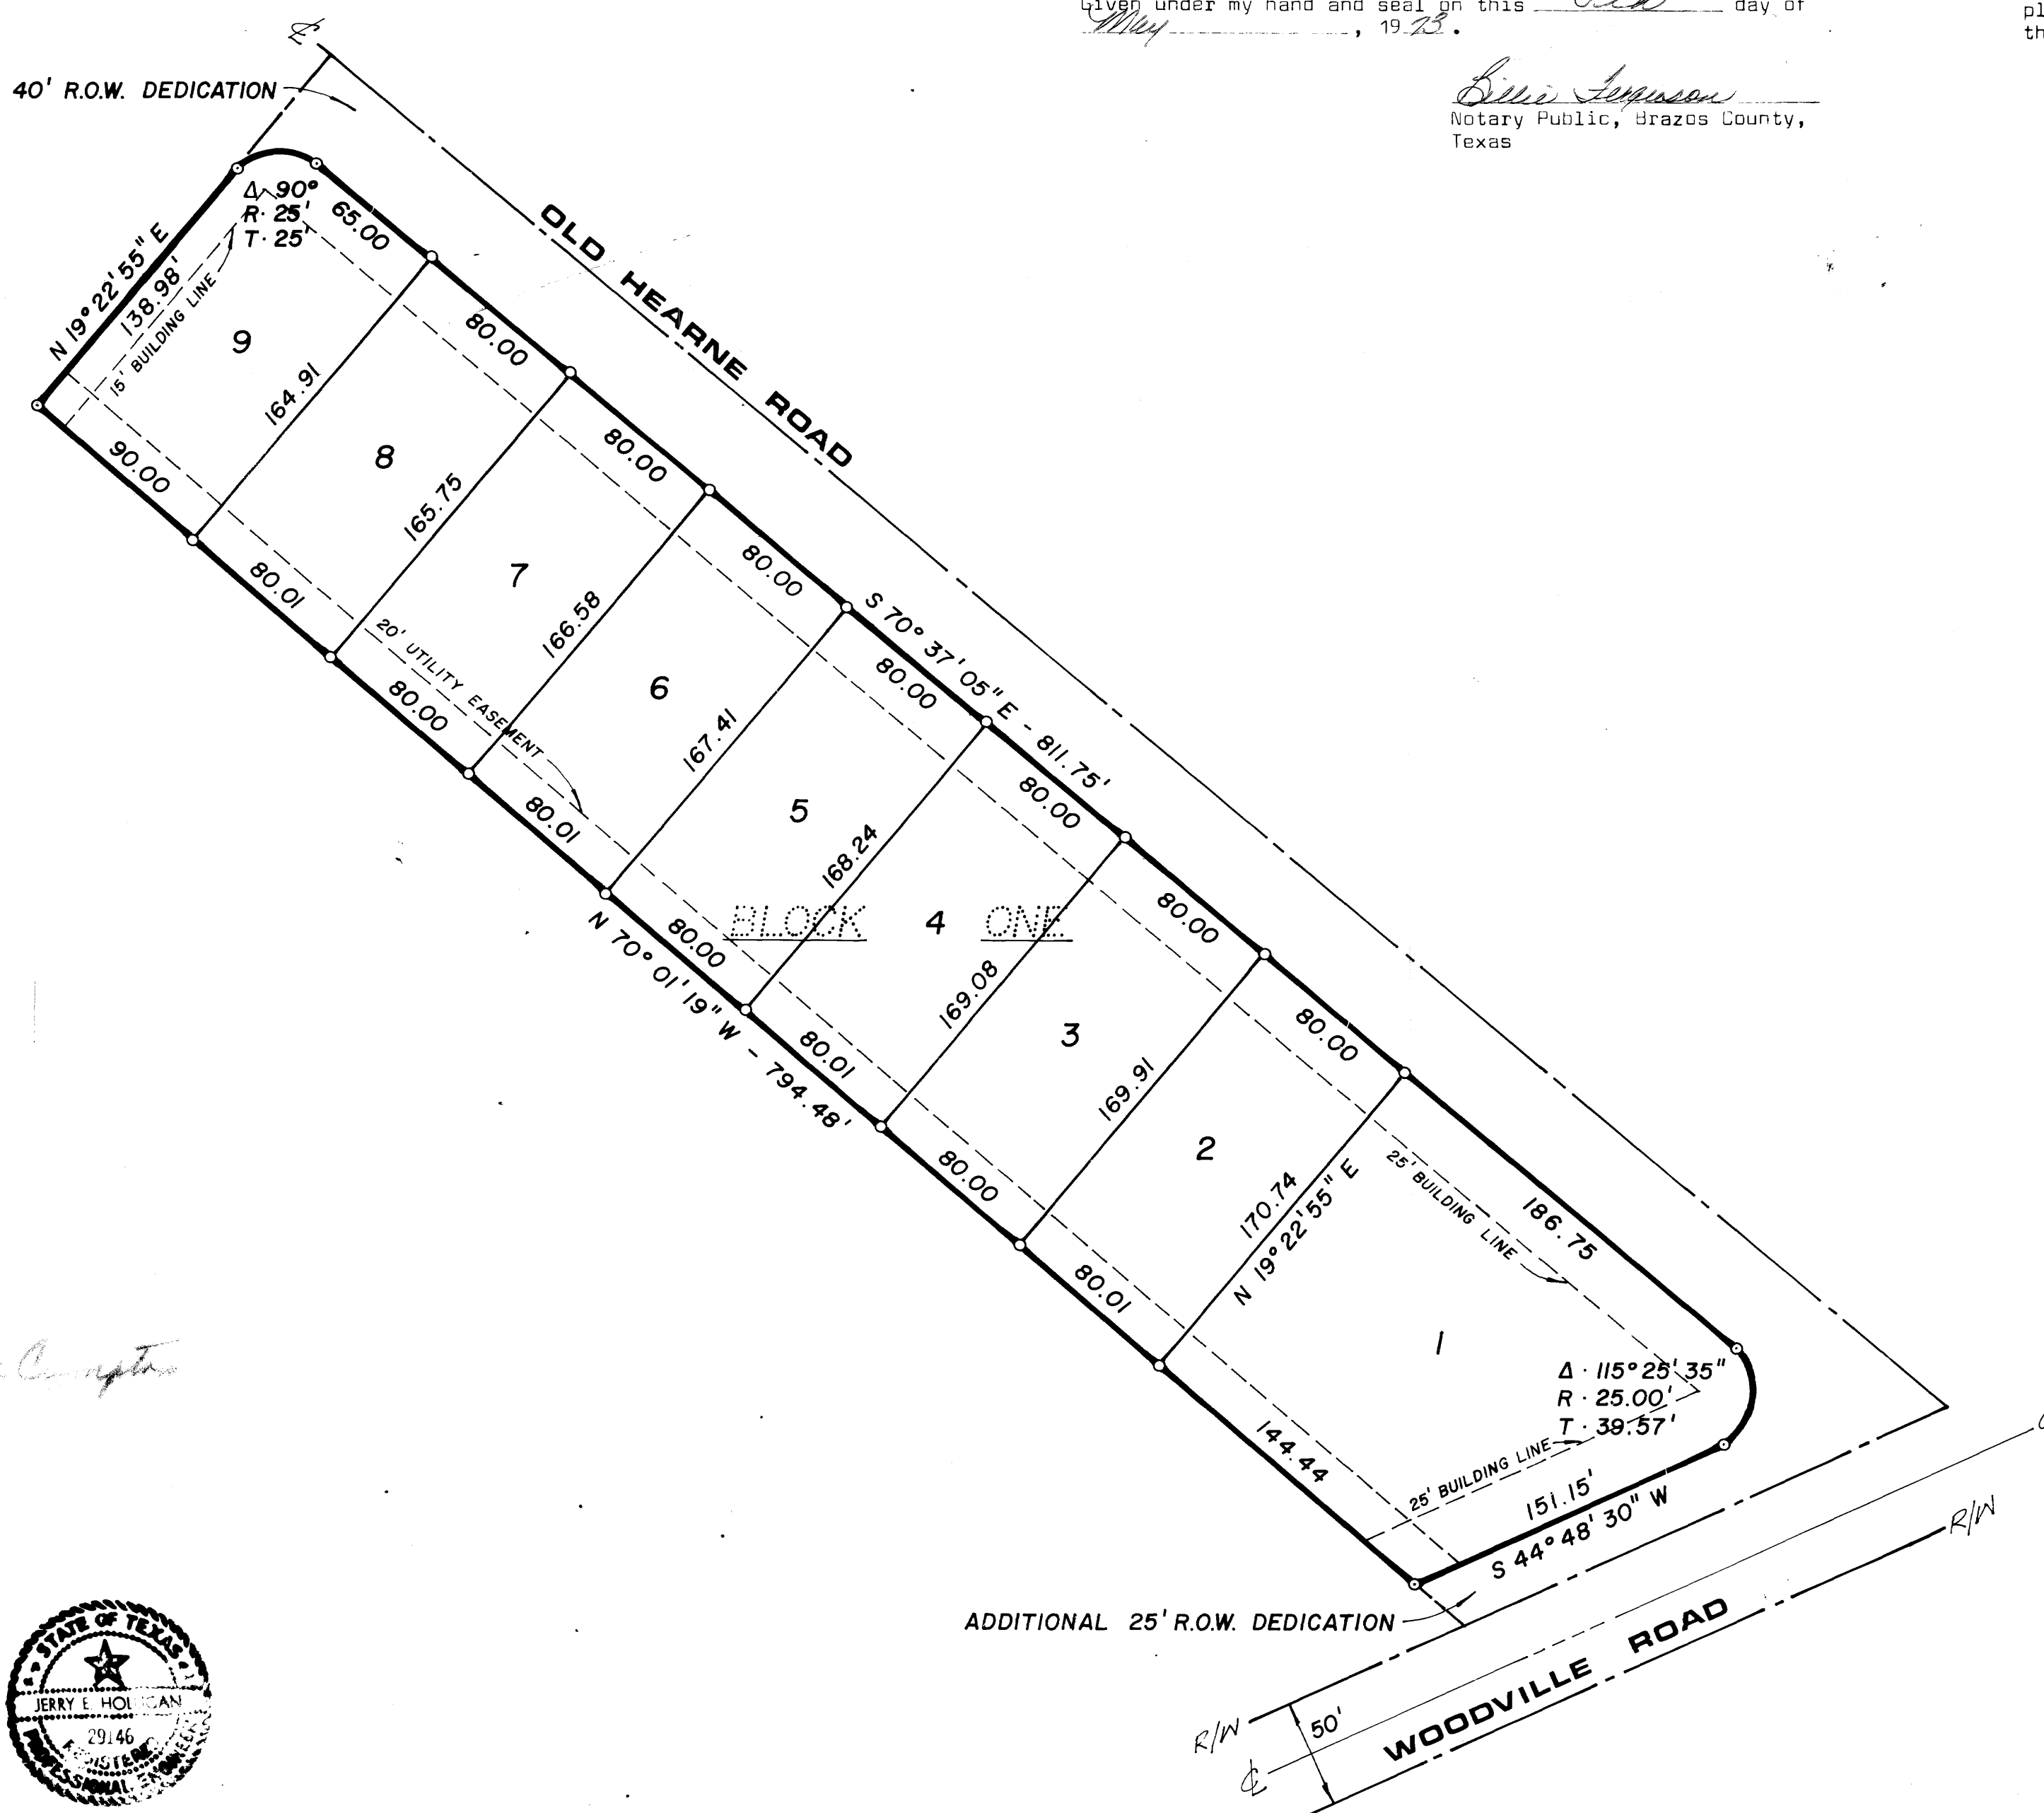 Given under my hand and seal on this day of
May , 1973.
Billie Ferguson
Notary Public, Brazos County,
Texas
pl
th
40' R.O.W. DEDICATION
OLD HEARNE ROAD
Δ · 90°
R · 25'
T · 25'
N 19° 22' 55" E
138.98'
15' BUILDING LINE
65.00
9
164.91
90.00
80.00
8
165.75
80.01
80.00
7
166.58
20' UTILITY EASEMENT
80.00
80.00
6
167.41
80.01
S 70° 37' 05" E - 811.75'
80.00
5
168.24
80.00
N 70° 01' 19" W - 794.48'
BLOCK ONE
80.00
4
169.08
80.01
80.00
3
169.91
80.00
80.00
2
170.74
N 19° 22' 55" E
80.01
25' BUILDING LINE
186.75
1
Δ · 115° 25' 35"
R · 25.00'
T · 39.57'
144.44
25' BUILDING LINE
151.15'
S 44° 48' 30" W
ADDITIONAL 25' R.O.W. DEDICATION
WOODVILLE ROAD
R/W
R/W
50'
STATE OF TEXAS
29146
REGISTERED
PROFESSIONAL ENGINEER